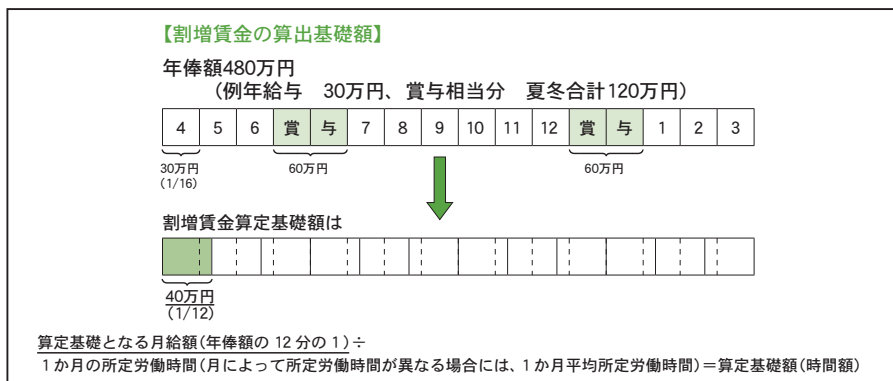 【割増賃金の算出基礎額】
年俸額480万円
（例年給与　30万円、賞与相当分　夏冬合計120万円）
4 5 6 賞 与 7 8 9 10 11 12 賞 与 1 2 3
30万円 60万円 60万円
(1/16)
割増賃金算定基礎額は
40万円
(1/12)
算定基礎となる月給額（年俸額の 12 分の 1）÷
1 か月の所定労働時間（月によって所定労働時間が異なる場合には、1 か月平均所定労働時間）＝算定基礎額（時間額）